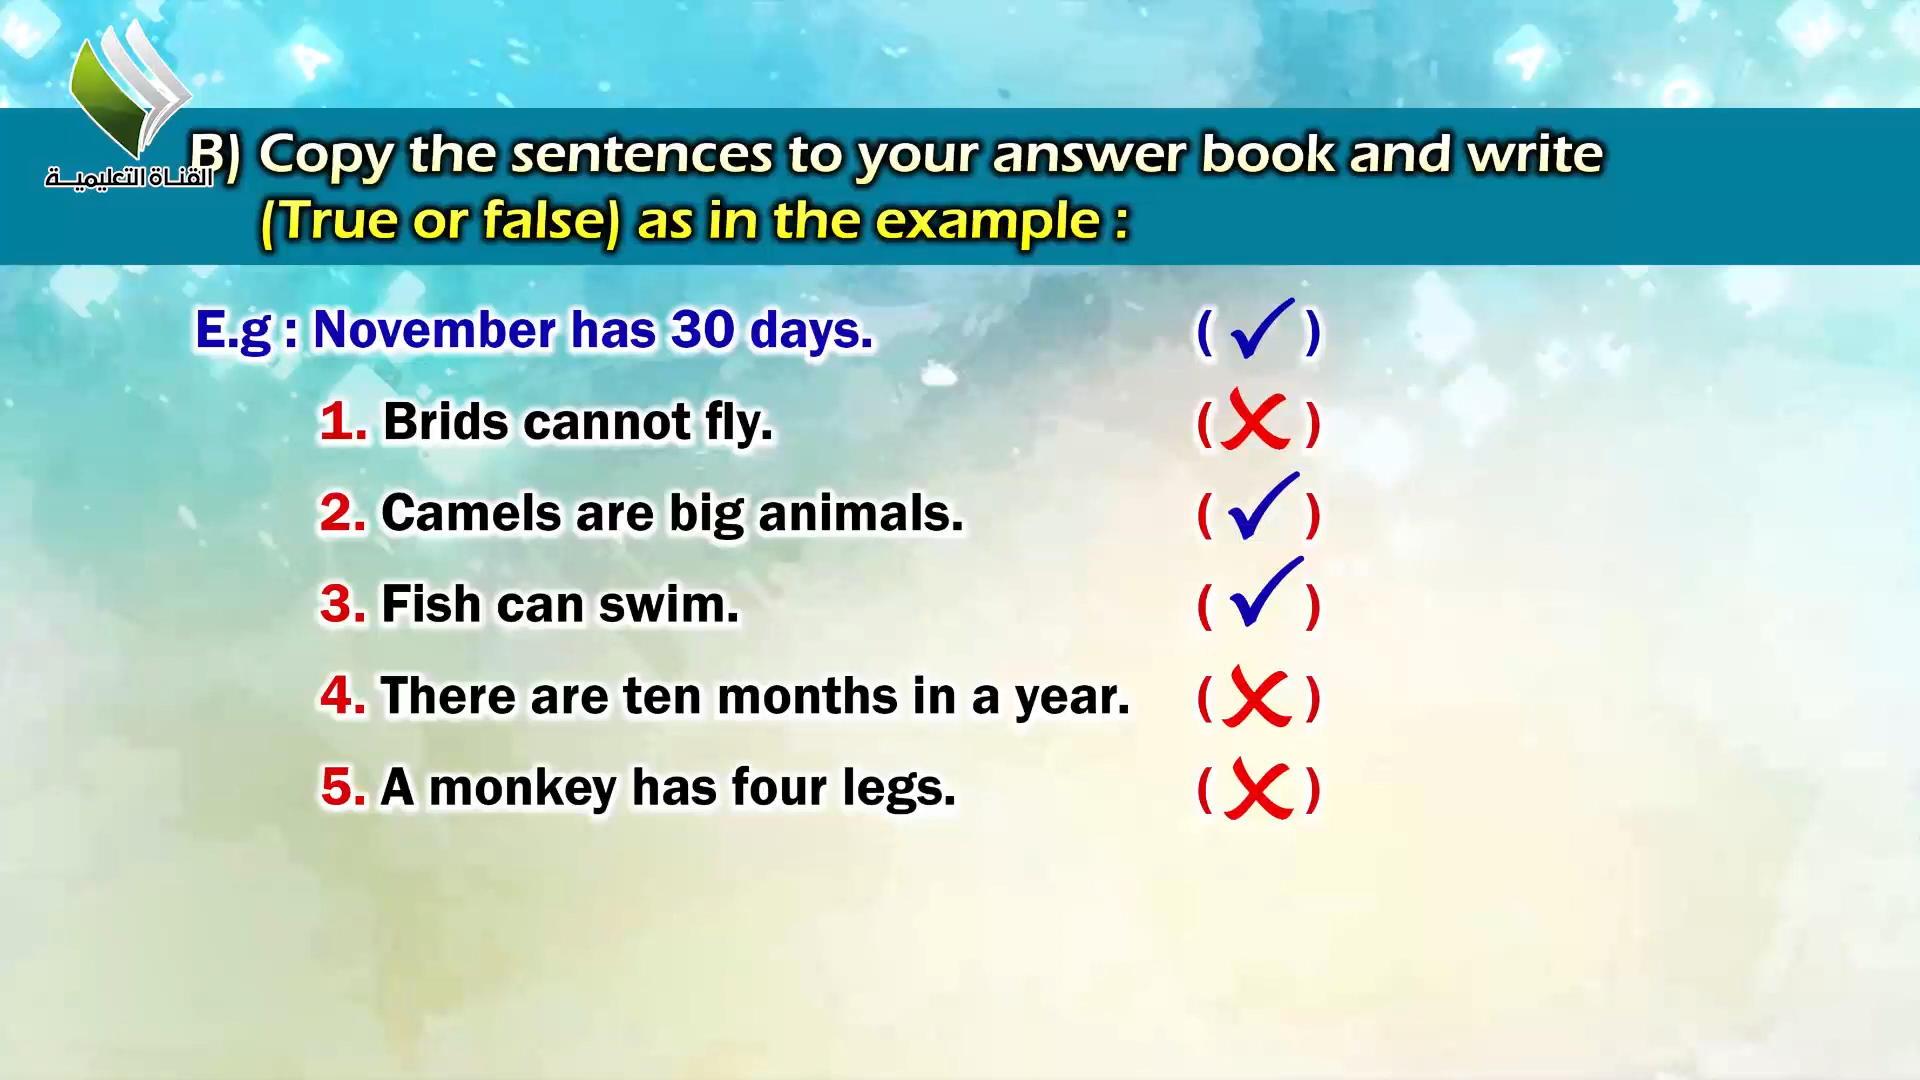 القناة التعليمية
B) Copy the sentences to your answer book and write
(True or false) as in the example :
E.g : November has 30 days. ( ✓ )
1. Brids cannot fly. ( ✗ )
2. Camels are big animals. ( ✓ )
3. Fish can swim. ( ✓ )
4. There are ten months in a year. ( ✗ )
5. A monkey has four legs. ( ✗ )